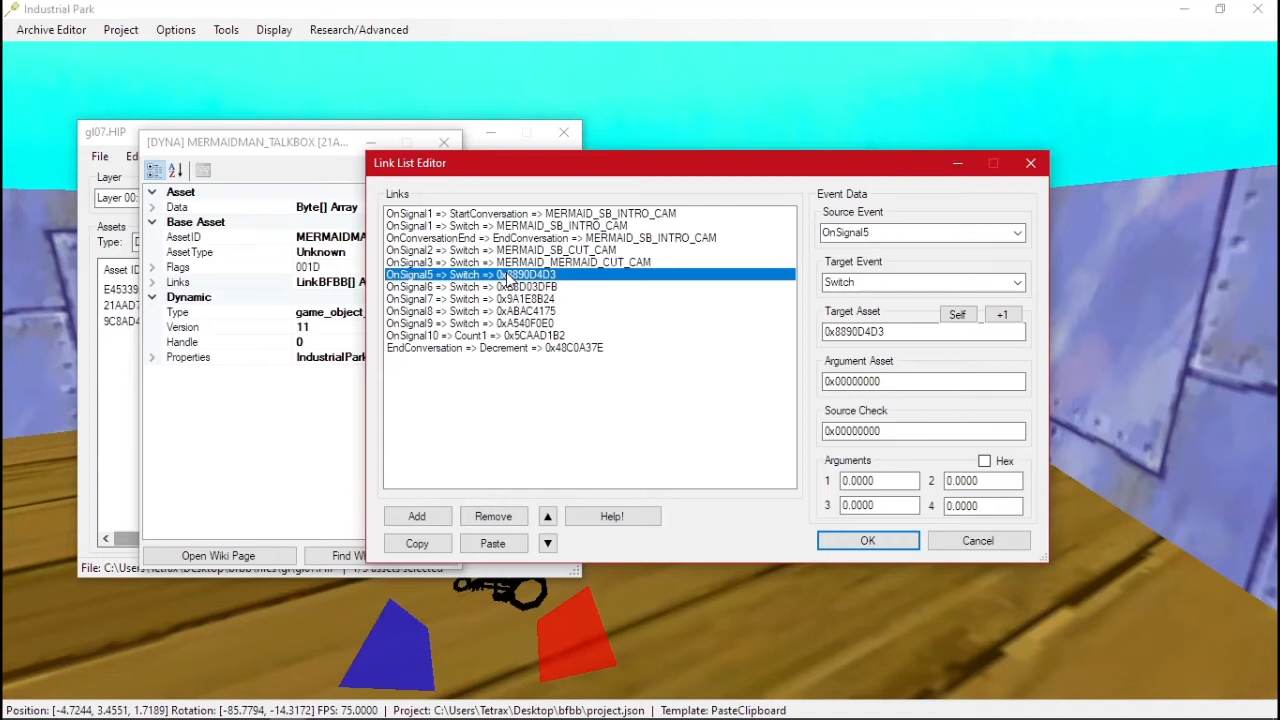 Industrial Park
Archive Editor Project Options Tools Display Research/Advanced
gl07.HIP
File
Layer
Layer 00:
Assets
Type:
Asset ID
E45339
21AAD7
9C8AD4
[DYNA] MERMAIDMAN_TALKBOX [21A...
Asset
Data Byte[] Array
Base Asset
AssetID
AssetType Unknown
Flags 001D
Links
Dynamic
Type
Version 11
Handle 0
Properties
Open Wiki Page
Link List Editor
Links
OnSignal1 => StartConversation => MERMAID_SB_INTRO_CAM
OnSignal1 => Switch => MERMAID_SB_INTRO_CAM
OnConversationEnd => EndConversation => MERMAID_SB_INTRO_CAM
OnSignal2 => Switch => MERMAID_SB_CUT_CAM
OnSignal3 => Switch => MERMAID_MERMAID_CUT_CAM
OnSignal5 => Switch => 0x8890D4D3
OnSignal6 => Switch =>
OnSignal7 => Switch => 0x9A1E8B24
OnSignal8 => Switch => 0xABAC4175
OnSignal9 => Switch => 0xA540F0E0
OnSignal10 => Count1 => 0x5CAAD1B2
EndConversation => Decrement => 0x48C0A37E
Add Remove ▲ Help!
Copy Paste ▼
Event Data
Source Event
OnSignal5
Target Event
Switch
Target Asset Self +1
0x8890D4D3
Argument Asset
0x00000000
Source Check
0x00000000
Arguments Hex
1 0.0000 2 0.0000
3 0.0000 4 0.0000
OK Cancel
Position: [-4.7244, 3.4551, 1.7189] Rotation: [-85.7794, -14.3172] FPS: 75.0000 | Project: C:\Users\Tetrax\Desktop\bfbb\project.json | Template: PasteClipboard